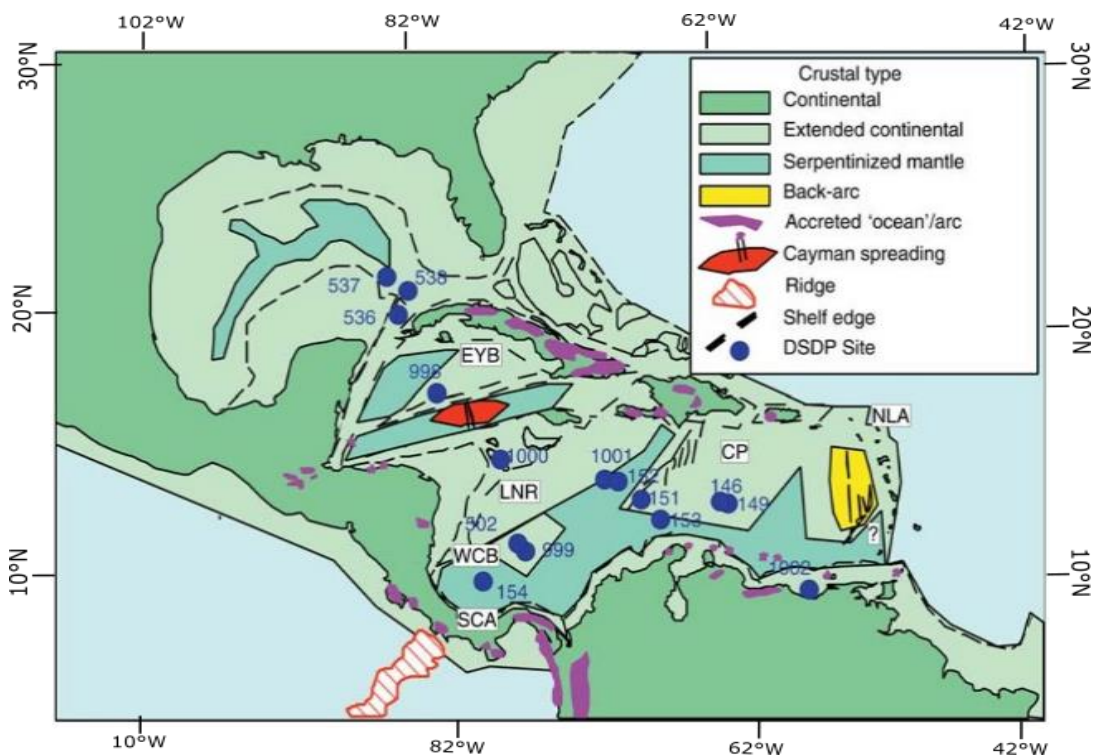 102°W 82°W 62°W 42°W
30°N 30°N
Crustal type
Continental
Extended continental
Serpentinized mantle
Back-arc
Accreted 'ocean'/arc
Cayman spreading
Ridge
Shelf edge
DSDP Site
537 538
20°N 536 20°N
EYB
998
NLA
1000 1001 152 CP
LNR 151 146 149
502 153 ?
WCB 999
10°N 154 1002 10°N
SCA
10°W 82°W 62°W 42°W